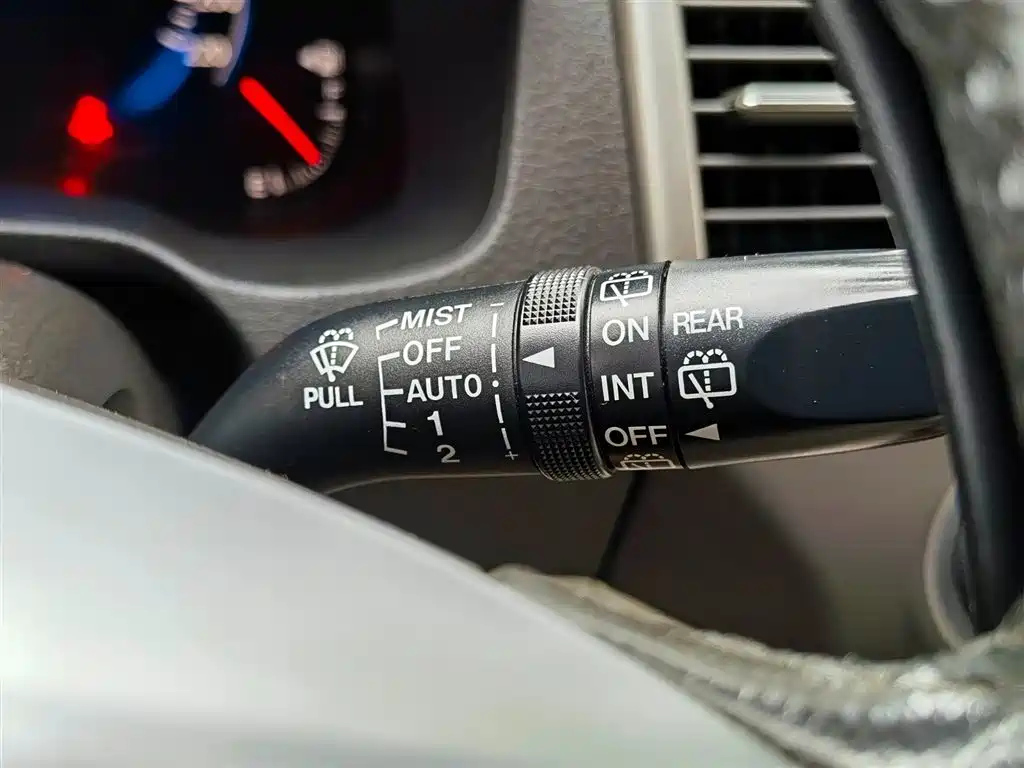 MIST
OFF
AUTO
1
2
PULL
- +
ON
INT
OFF
REAR